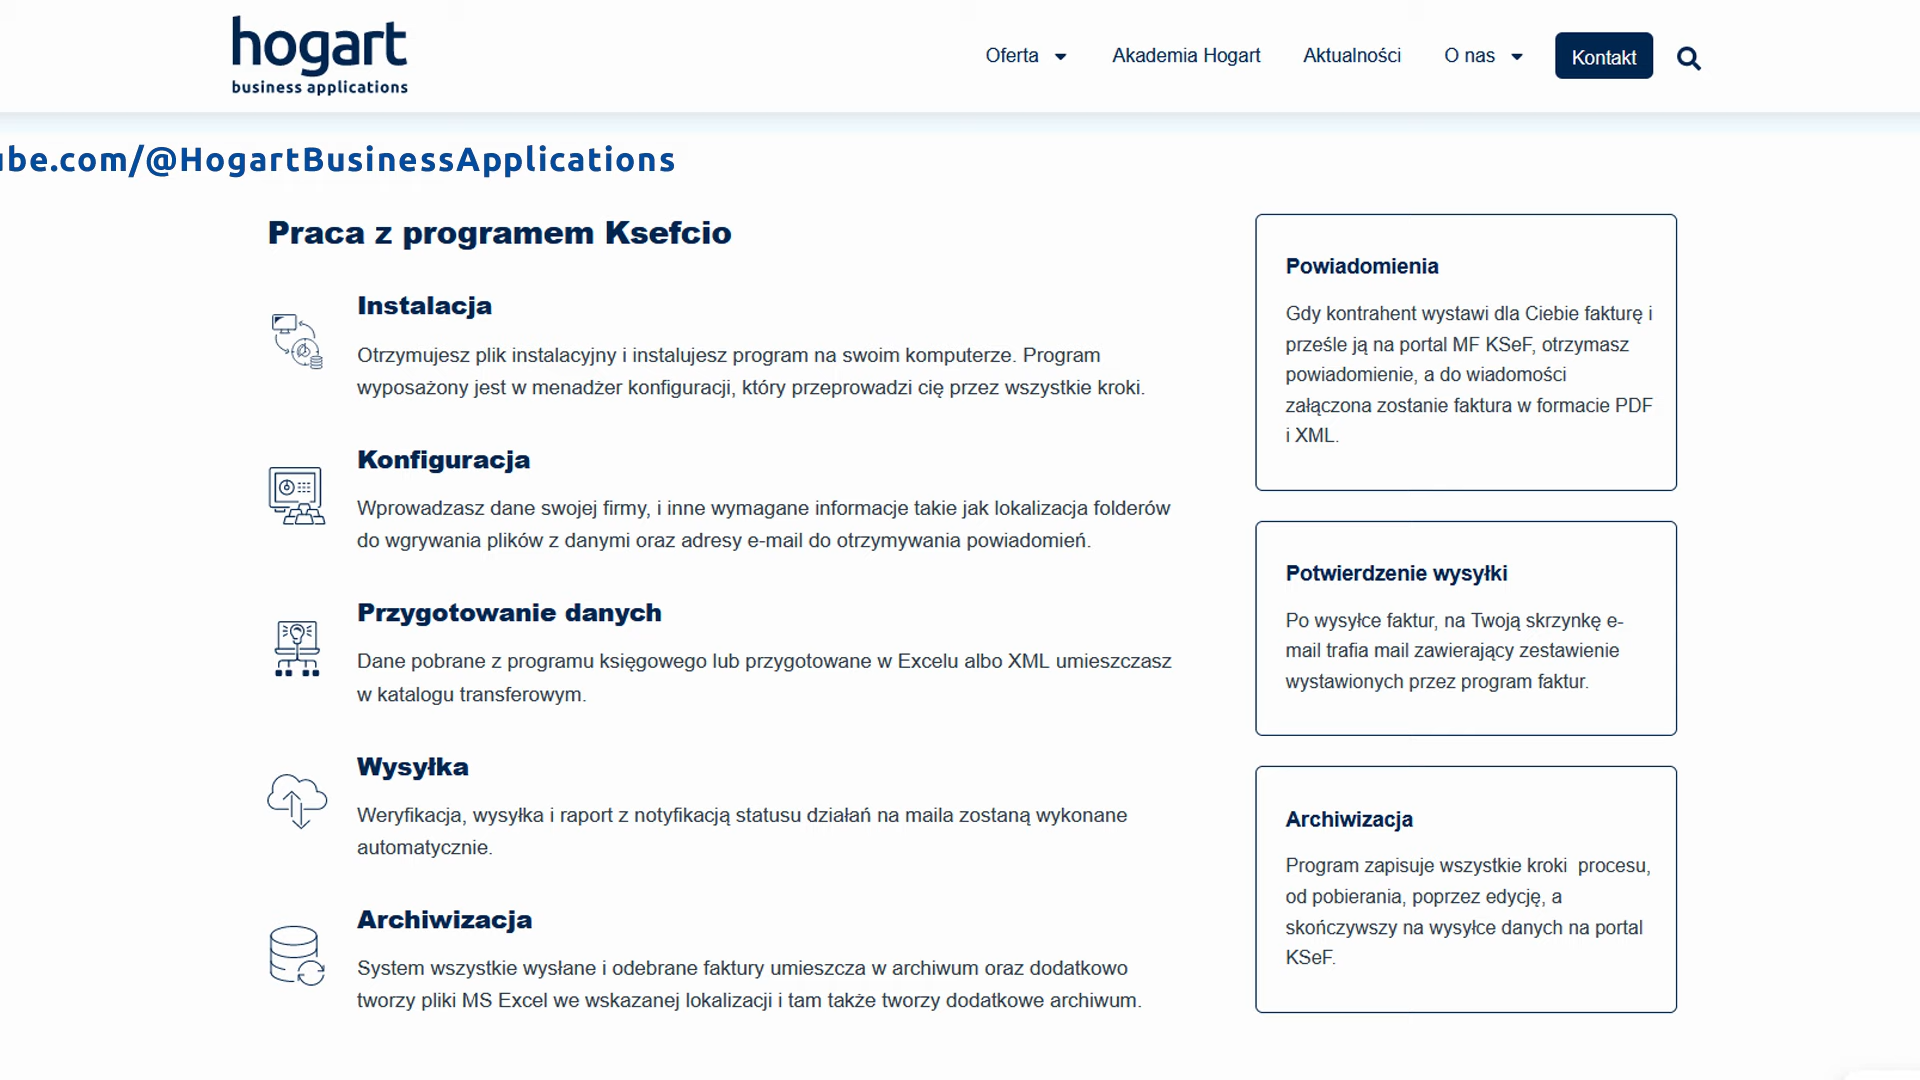 hogart
business applications
Oferta
Akademia Hogart
Aktualności
O nas
Kontakt
ube.com/@HogartBusinessApplications
Praca z programem Ksefcio
Instalacja
Otrzymujesz plik instalacyjny i instalujesz program na swoim komputerze. Program
wyposażony jest w menadżer konfiguracji, który przeprowadzi cię przez wszystkie kroki.
Konfiguracja
Wprowadzasz dane swojej firmy, i inne wymagane informacje takie jak lokalizacja folderów
do wgrywania plików z danymi oraz adresy e-mail do otrzymywania powiadomień.
Przygotowanie danych
Dane pobrane z programu księgowego lub przygotowane w Excelu albo XML umieszczasz
w katalogu transferowym.
Wysyłka
Weryfikacja, wysyłka i raport z notyfikacją statusu działań na maila zostaną wykonane
automatycznie.
Archiwizacja
System wszystkie wysłane i odebrane faktury umieszcza w archiwum oraz dodatkowo
tworzy pliki MS Excel we wskazanej lokalizacji i tam także tworzy dodatkowe archiwum.
Powiadomienia
Gdy kontrahent wystawi dla Ciebie fakturę i
prześle ją na portal MF KSeF, otrzymasz
powiadomienie, a do wiadomości
załączona zostanie faktura w formacie PDF
i XML.
Potwierdzenie wysyłki
Po wysyłce faktur, na Twoją skrzynkę e-
mail trafia mail zawierający zestawienie
wystawionych przez program faktur.
Archiwizacja
Program zapisuje wszystkie kroki procesu,
od pobierania, poprzez edycję, a
skończywszy na wysyłce danych na portal
KSeF.